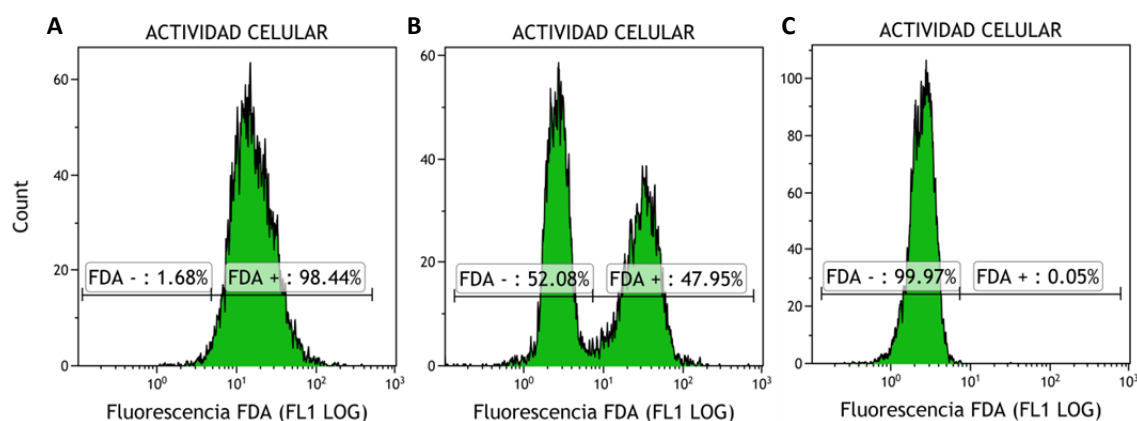 A
ACTIVIDAD CELULAR
Count
60
40
20
0
FDA - : 1.68%
FDA + : 98.44%
10⁰
10¹
10²
10³
Fluorescencia FDA (FL1 LOG)
B
ACTIVIDAD CELULAR
60
40
20
0
FDA - : 52.08%
FDA + : 47.95%
10⁰
10¹
10²
10³
Fluorescencia FDA (FL1 LOG)
C
ACTIVIDAD CELULAR
100
80
60
40
20
0
FDA - : 99.97%
FDA + : 0.05%
10⁰
10¹
10²
10³
Fluorescencia FDA (FL1 LOG)